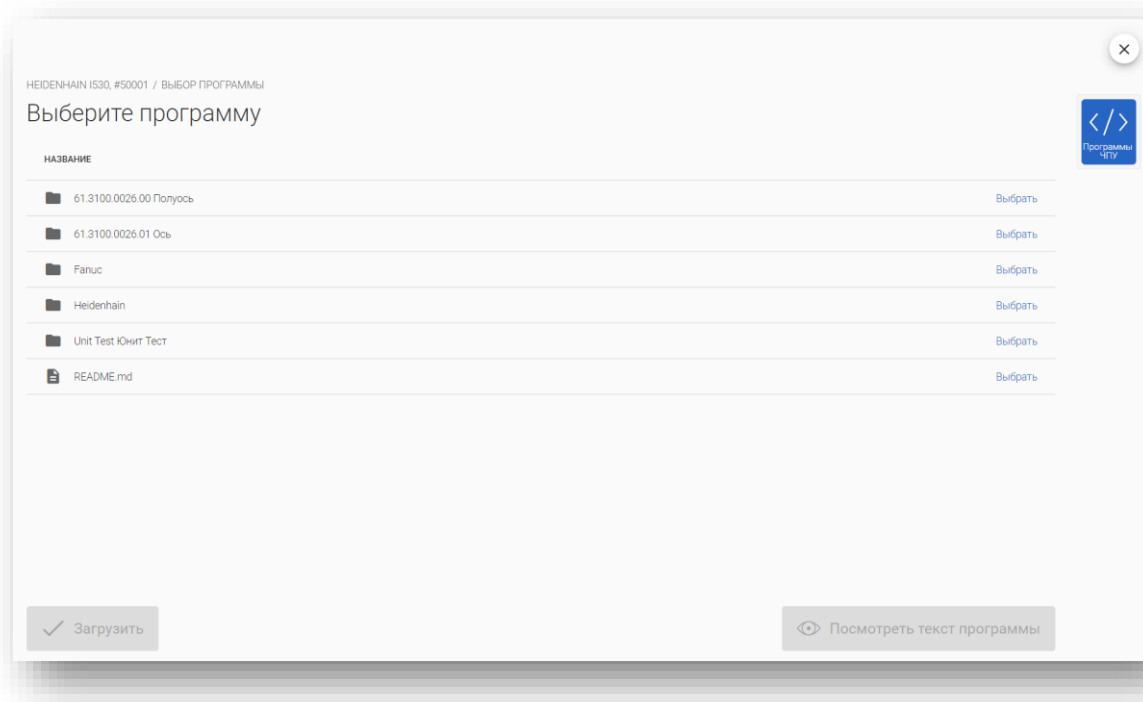 HEIDENHAIN I530, #50001 / ВЫБОР ПРОГРАММЫ
Выберите программу
Программы
ЧПУ
НАЗВАНИЕ
61.3100.0026.00 Полуось Выбрать
61.3100.0026.01 Ось Выбрать
Fanuc Выбрать
Heidenhain Выбрать
Unit Test Юнит Тест Выбрать
README.md Выбрать
Загрузить Посмотреть текст программы